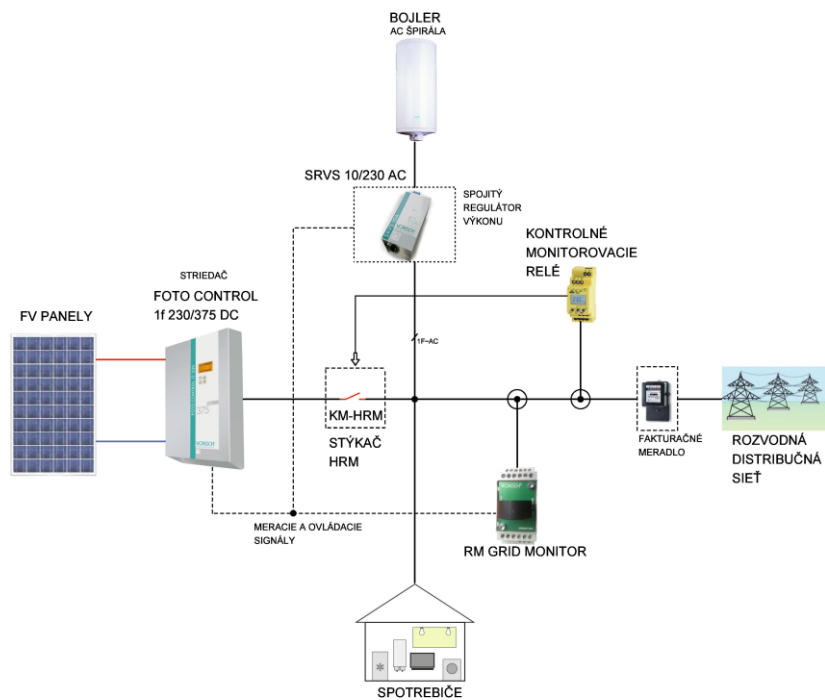 BOJLER
AC ŠPIRÁLA
SRVS 10/230 AC
SPOJITÝ
REGULÁTOR
VÝKONU
KONTROLNÉ
MONITOROVACIE
RELÉ
STRIEDAČ
FOTO CONTROL
1f 230/375 DC
FV PANELY
1F-AC
375
KM-HRM
STÝKAČ
HRM
FAKTURAČNÉ
MERADLO
ROZVODNÁ
DISTRIBUČNÁ
SIEŤ
MERACIE A OVLÁDACIE
SIGNÁLY
RM GRID MONITOR
SPOTREBIČE